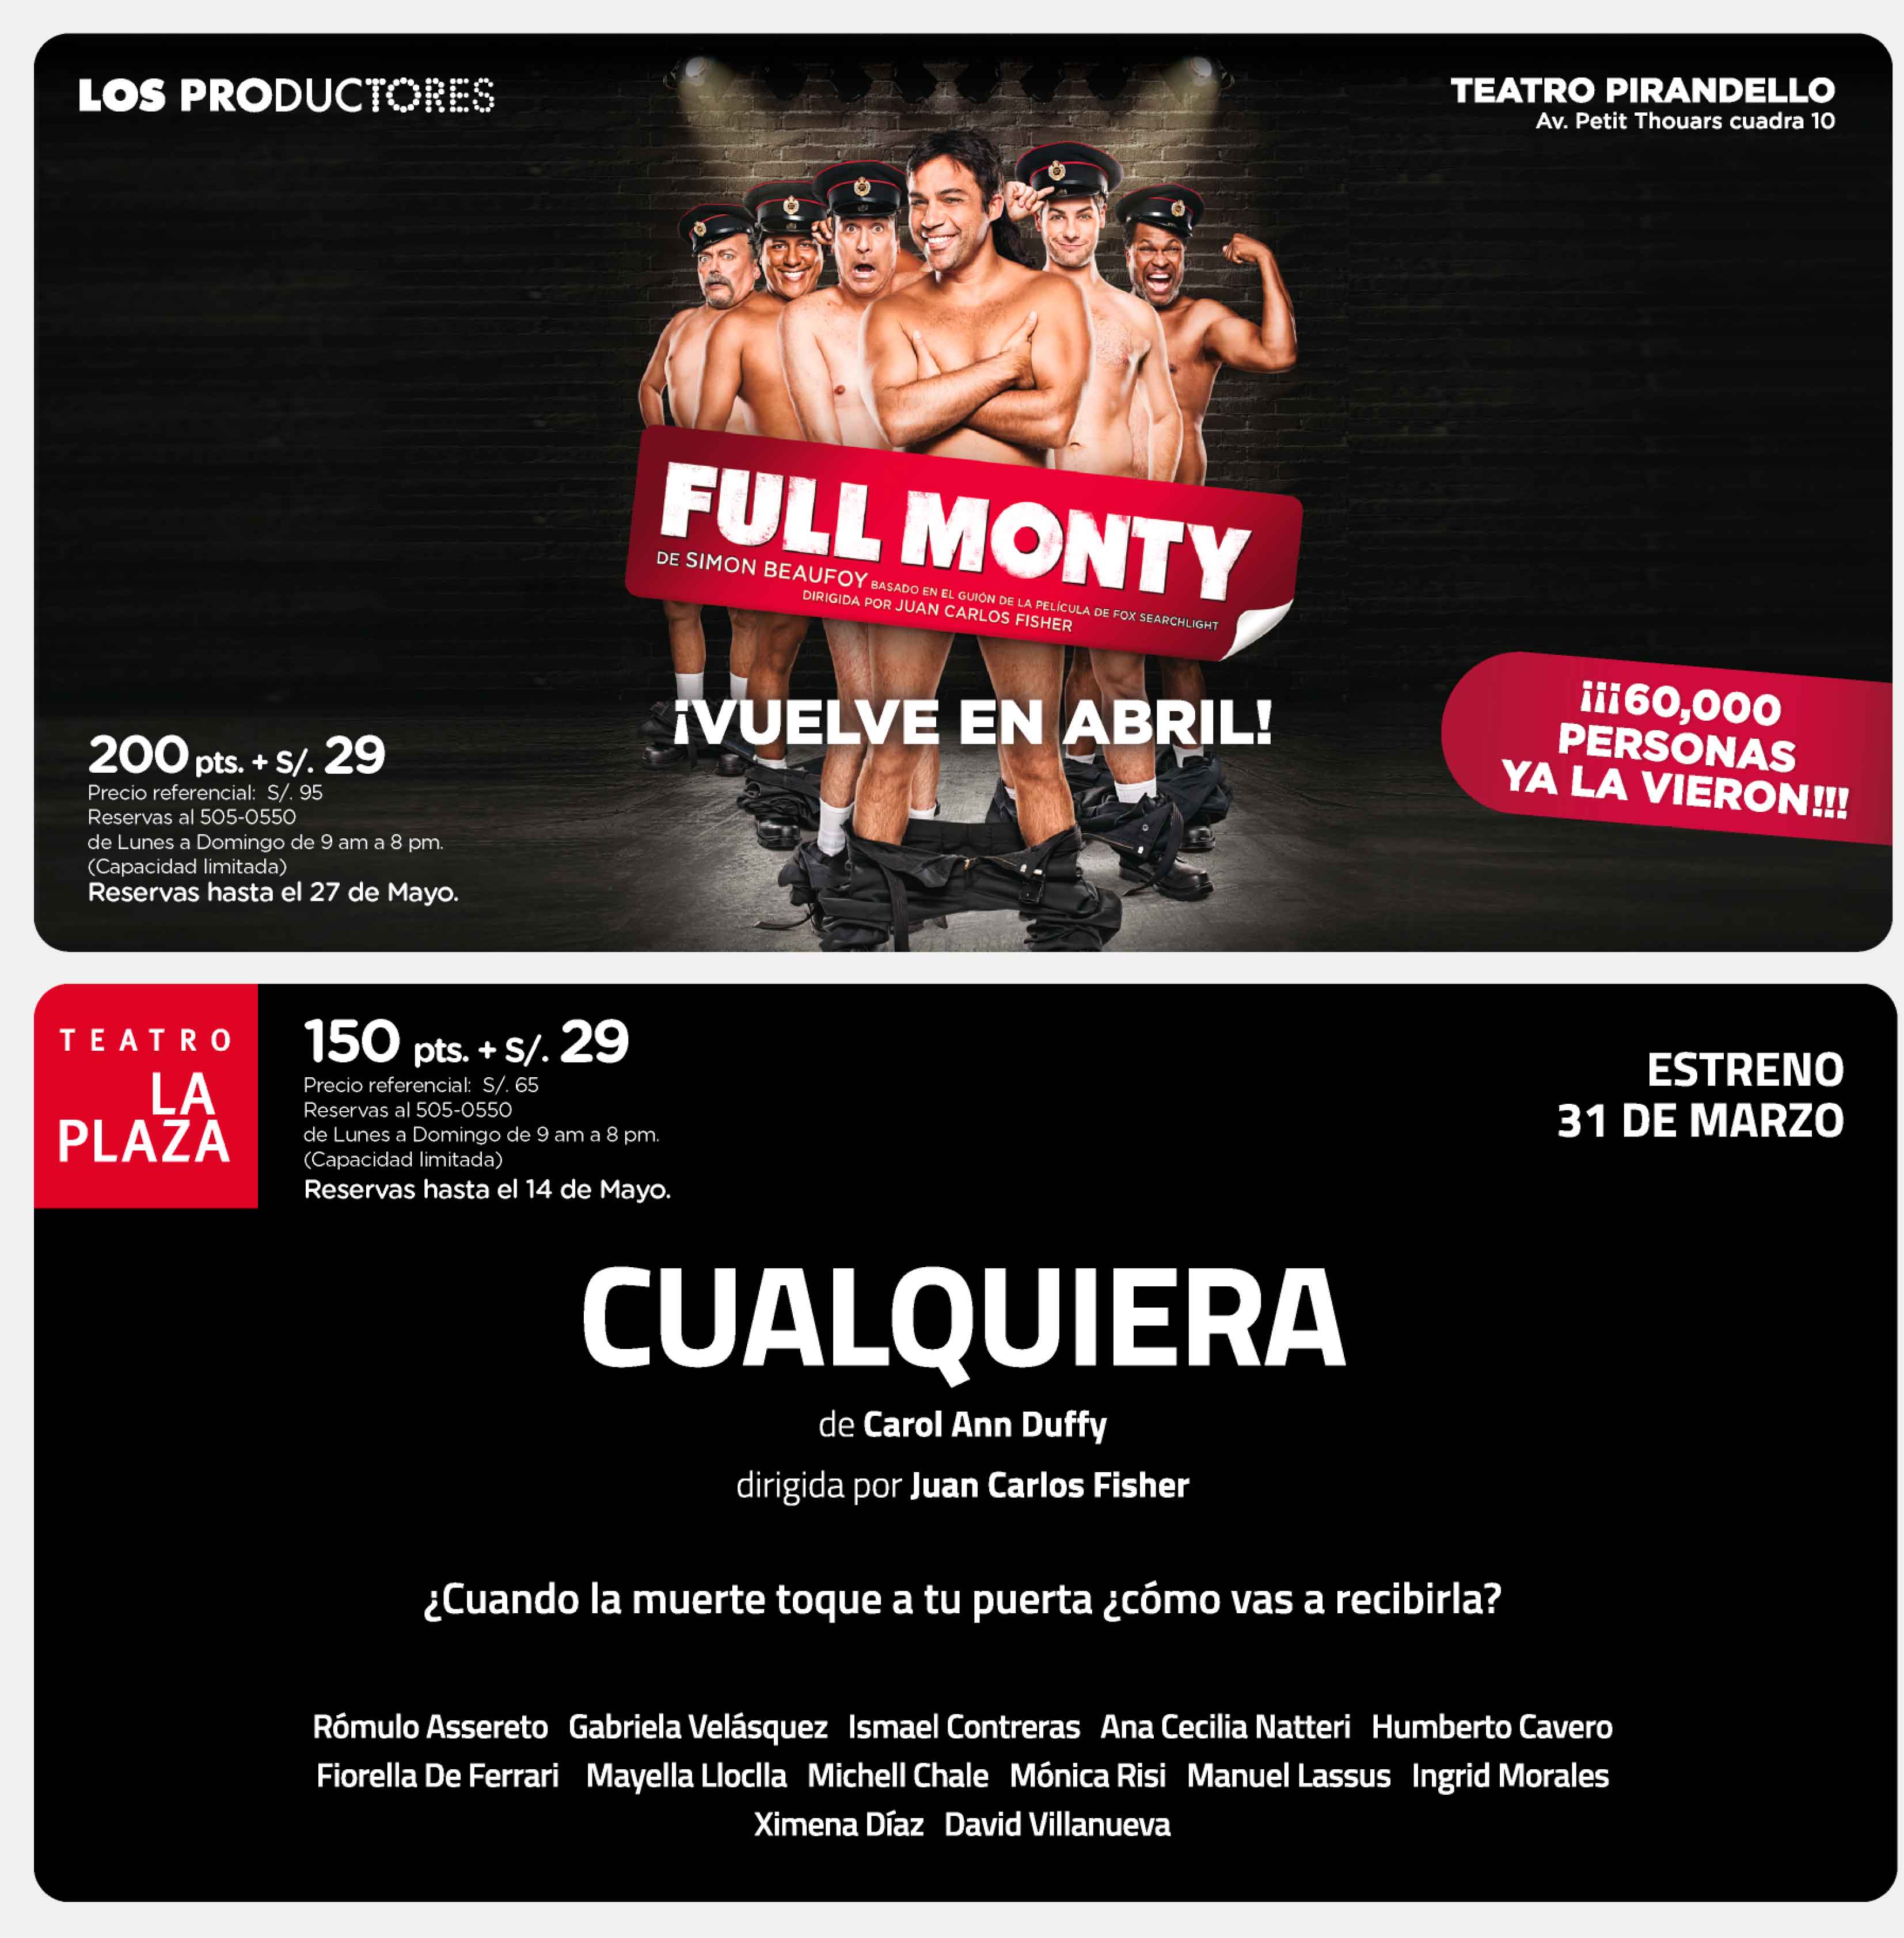 LOS PRODUCTORES
TEATRO PIRANDELLO
Av. Petit Thouars cuadra 10
FULL MONTY
DE SIMON BEAUFOY BASADO EN EL GUIÓN DE LA PELÍCULA DE FOX SEARCHLIGHT
DIRIGIDA POR JUAN CARLOS FISHER
¡VUELVE EN ABRIL!
¡¡¡60,000
PERSONAS
YA LA VIERON!!!
200 pts. + S/. 29
Precio referencial: S/. 95
Reservas al 505-0550
de Lunes a Domingo de 9 am a 8 pm.
(Capacidad limitada)
Reservas hasta el 27 de Mayo.
TEATRO
LA
PLAZA
150 pts. + S/. 29
Precio referencial: S/. 65
Reservas al 505-0550
de Lunes a Domingo de 9 am a 8 pm.
(Capacidad limitada)
Reservas hasta el 14 de Mayo.
ESTRENO
31 DE MARZO
CUALQUIERA
de Carol Ann Duffy
dirigida por Juan Carlos Fisher
¿Cuando la muerte toque a tu puerta ¿cómo vas a recibirla?
Rómulo Assereto Gabriela Velásquez Ismael Contreras Ana Cecilia Natteri Humberto Cavero
Fiorella De Ferrari Mayella Lloclla Michell Chale Mónica Risi Manuel Lassus Ingrid Morales
Ximena Díaz David Villanueva